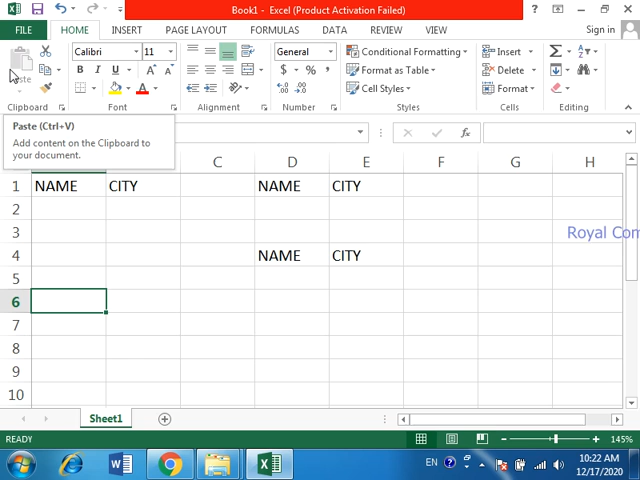 Book1 - Excel (Product Activation Failed)
FILE HOME INSERT PAGE LAYOUT FORMULAS DATA REVIEW VIEW Sign in
Calibri 11 General Conditional Formatting Insert
B I U A A $ % , Format as Table Delete
Paste A Cell Styles Format
Clipboard Font Alignment Number Styles Cells Editing
Paste (Ctrl+V)
Add content on the Clipboard to
your document.
fx
C D E F G H
1 NAME CITY NAME CITY
2
3 Royal Com
4 NAME CITY
5
6
7
8
9
10
Sheet1
READY 145%
EN 10:22 AM
12/17/2020